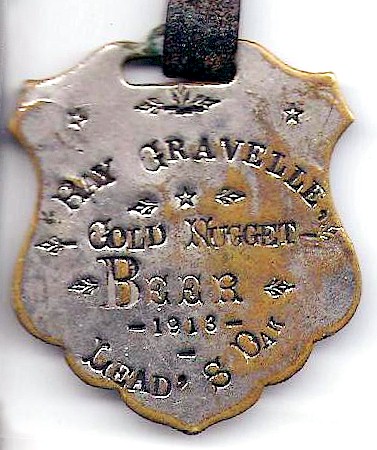 RAY GRAVELLE,
- GOLD NUGGET -
BEER
- 1913 -
-
LEAD, S DAK